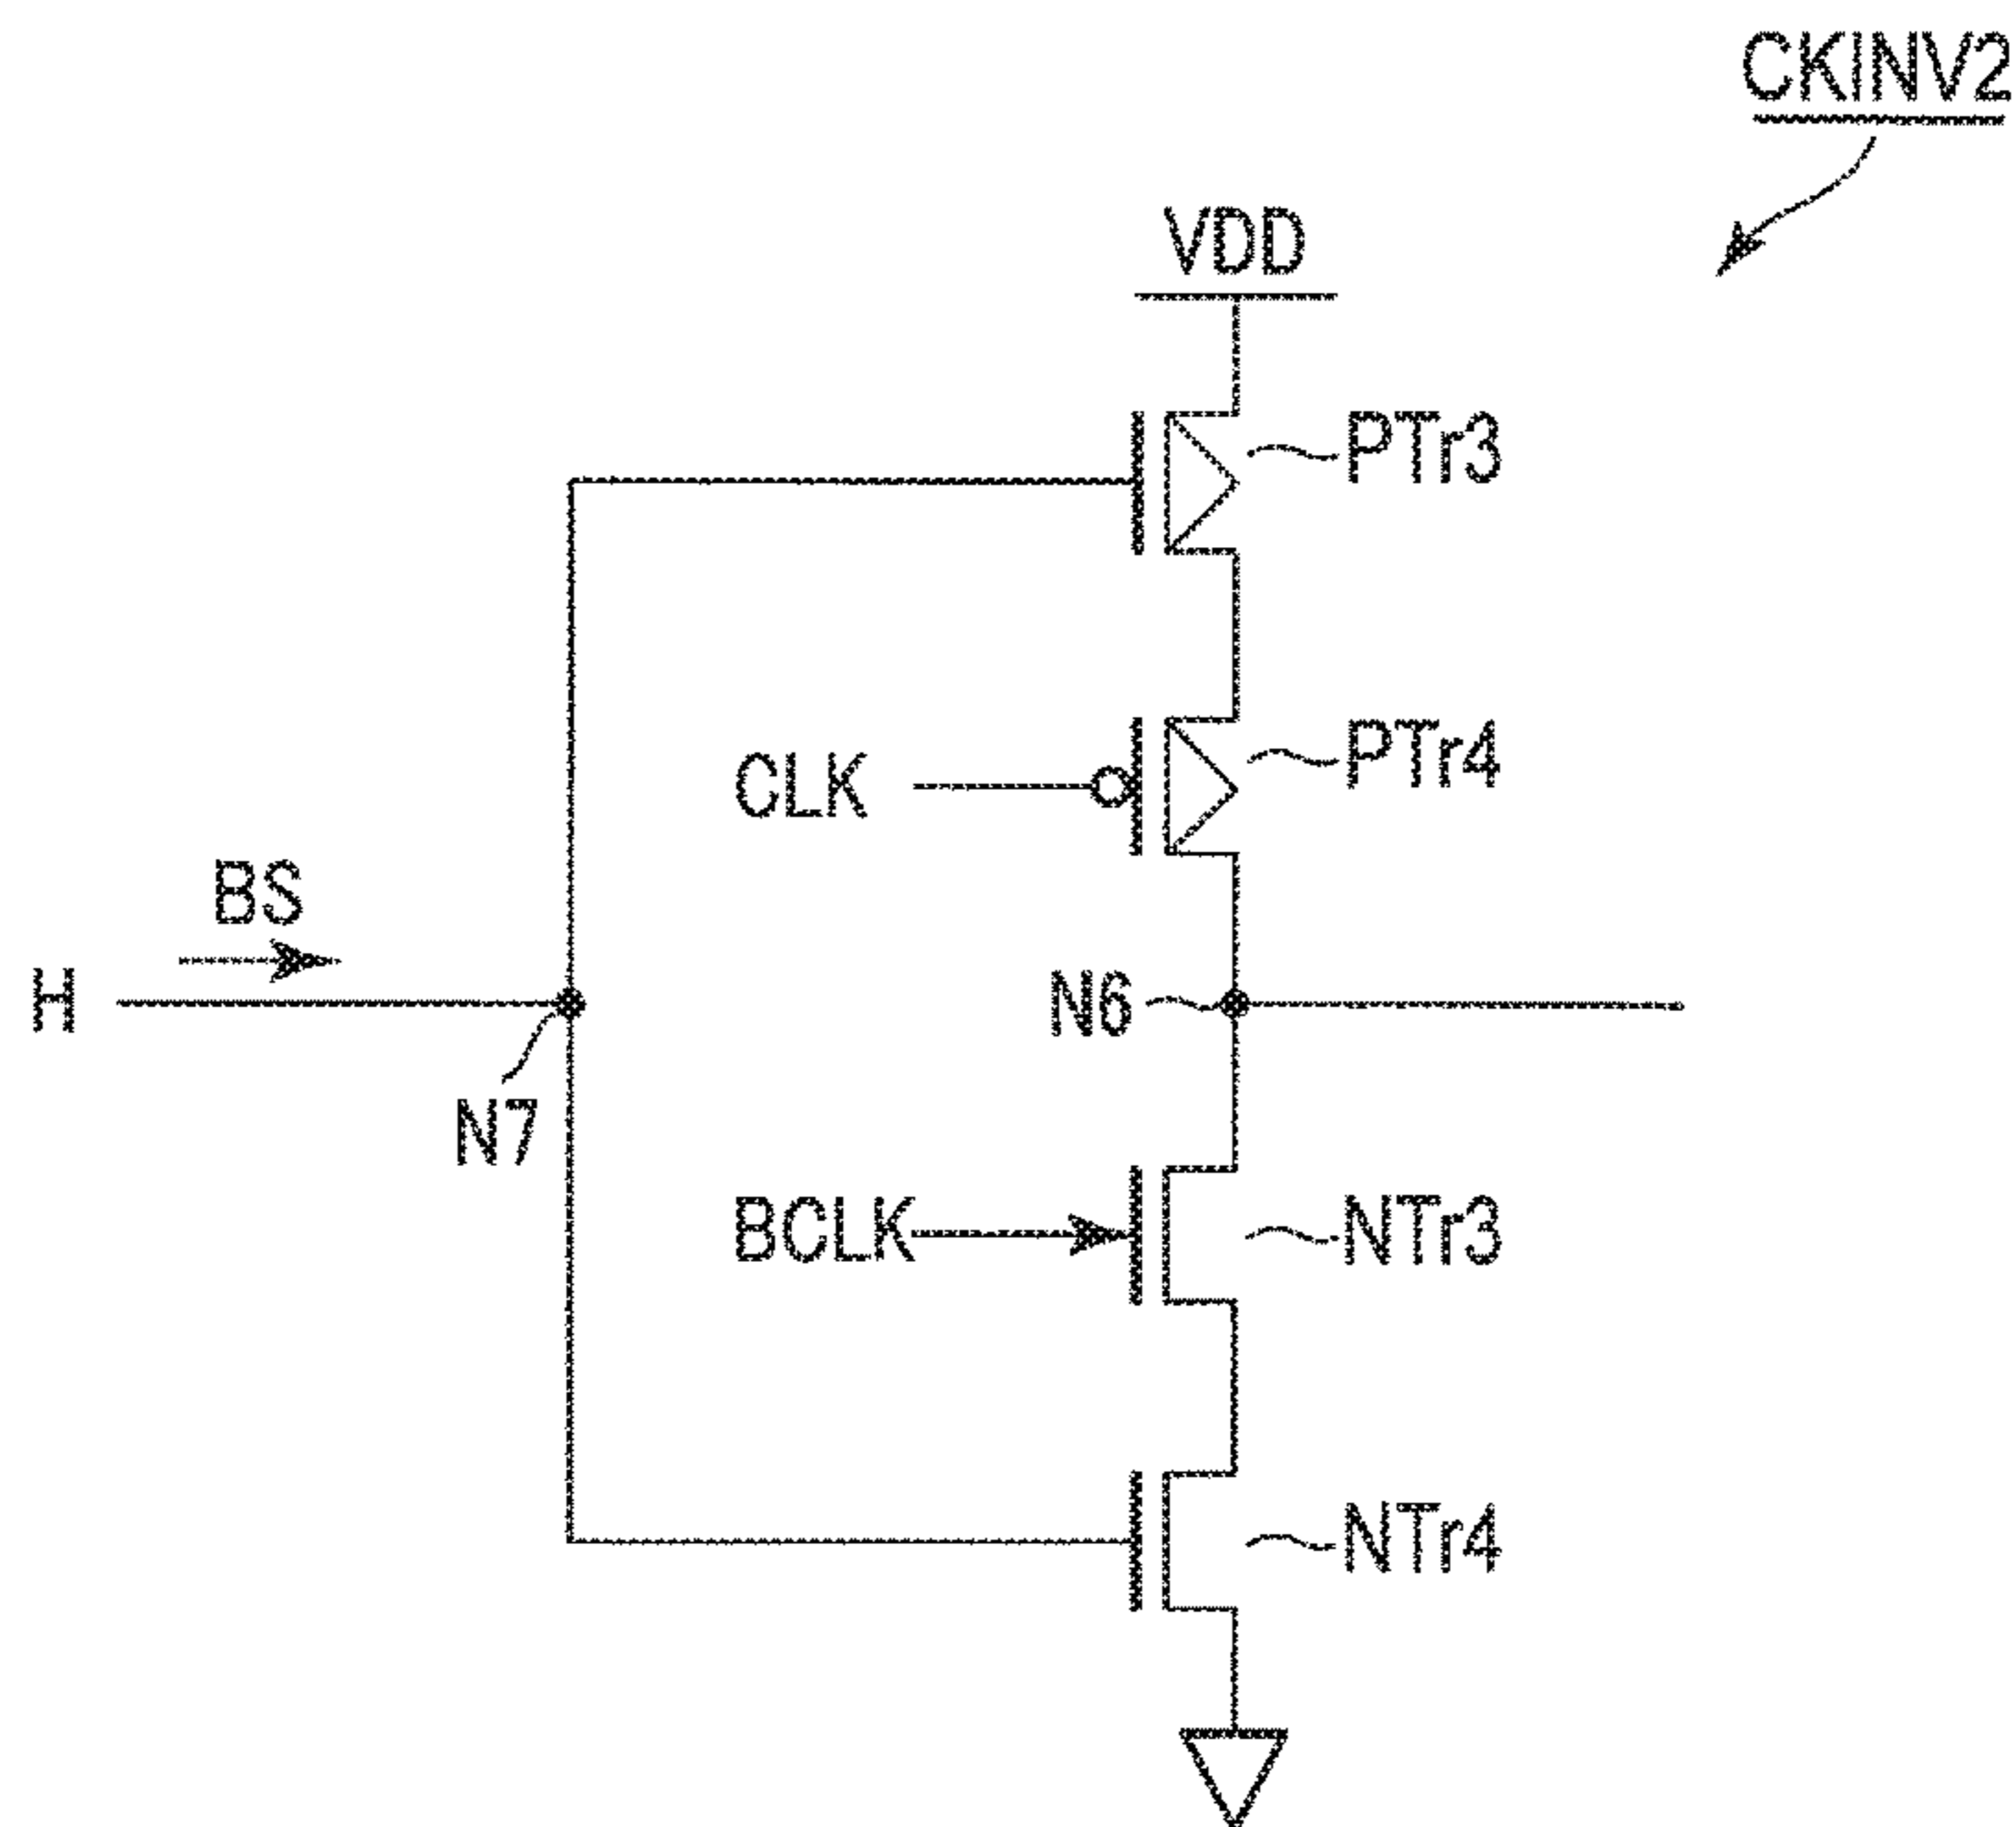 CKINV2
VDD
PTr3
CLK
PTr4
BS
H
N6
N7
BCLK
NTr3
NTr4